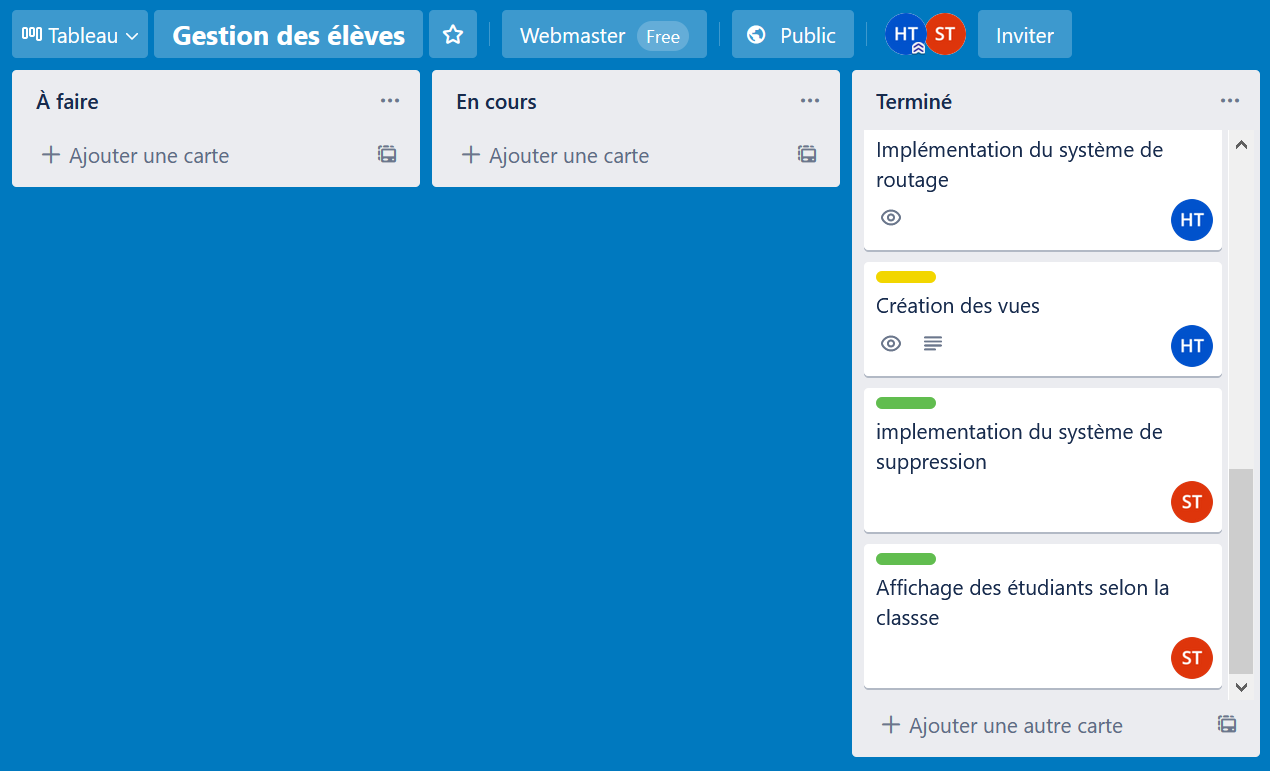 Tableau
Gestion des élèves
Webmaster Free
Public
HT ST
Inviter
À faire
Ajouter une carte
En cours
Ajouter une carte
Terminé
Implémentation du système de
routage
HT
Création des vues
HT
implementation du système de
suppression
ST
Affichage des étudiants selon la
classse
ST
Ajouter une autre carte